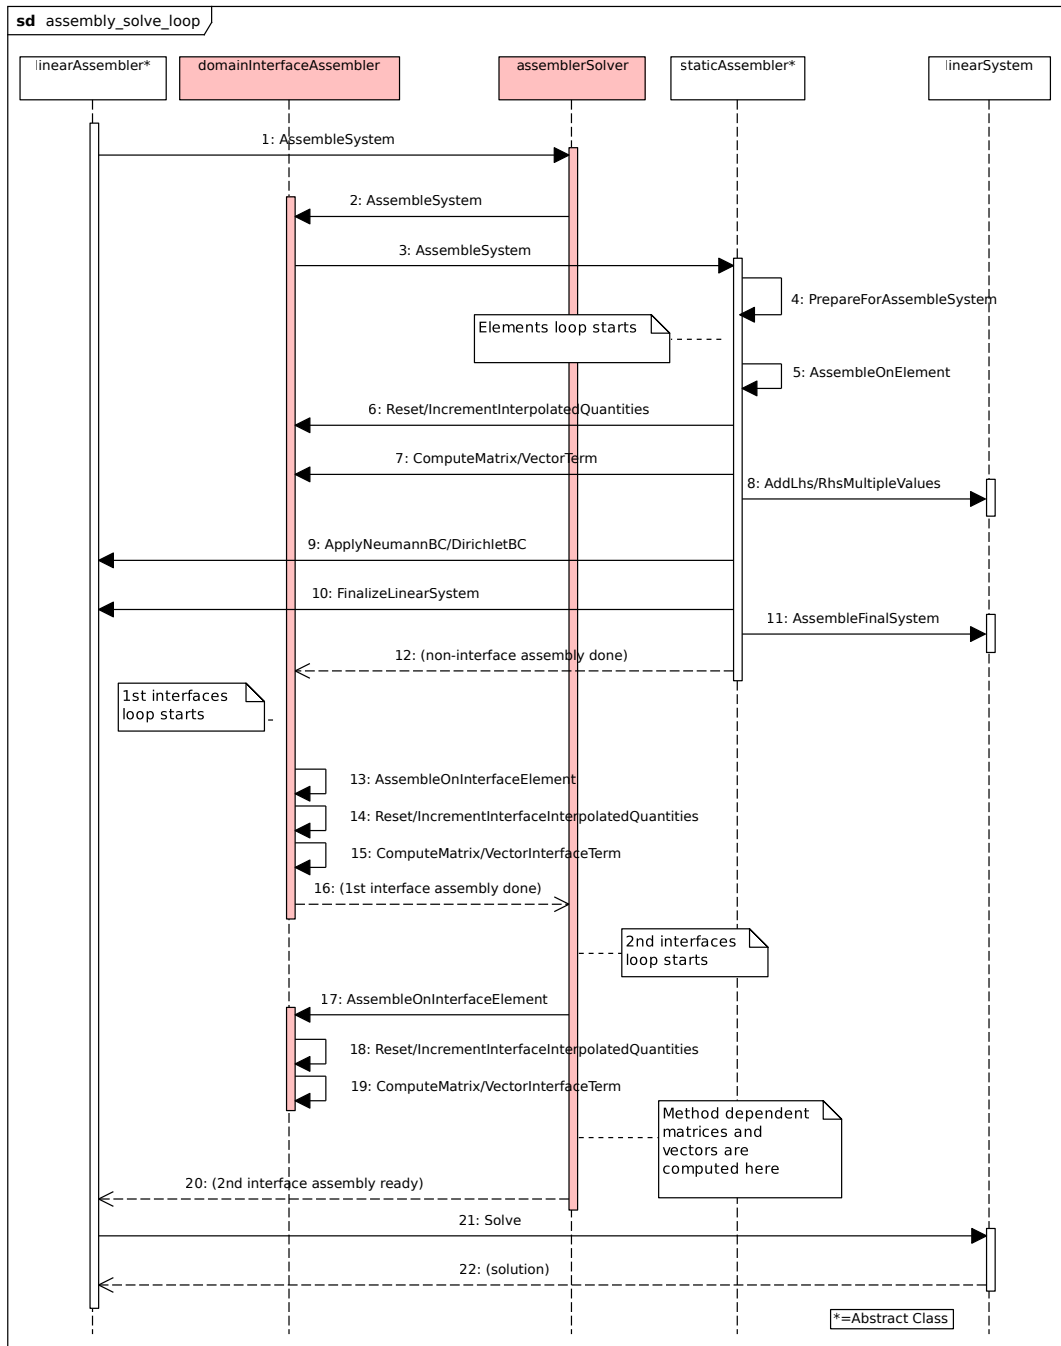 sd assembly_solve_loop
linearAssembler*
domainInterfaceAssembler
assemblerSolver
staticAssembler*
linearSystem
1: AssembleSystem
2: AssembleSystem
3: AssembleSystem
4: PrepareForAssembleSystem
Elements loop starts
5: AssembleOnElement
6: Reset/IncrementInterpolatedQuantities
7: ComputeMatrix/VectorTerm
8: AddLhs/RhsMultipleValues
9: ApplyNeumannBC/DirichletBC
10: FinalizeLinearSystem
11: AssembleFinalSystem
12: (non-interface assembly done)
1st interfaces
loop starts
13: AssembleOnInterfaceElement
14: Reset/IncrementInterfaceInterpolatedQuantities
15: ComputeMatrix/VectorInterfaceTerm
16: (1st interface assembly done)
2nd interfaces
loop starts
17: AssembleOnInterfaceElement
18: Reset/IncrementInterfaceInterpolatedQuantities
19: ComputeMatrix/VectorInterfaceTerm
Method dependent
matrices and
vectors are
computed here
20: (2nd interface assembly ready)
21: Solve
22: (solution)
*=Abstract Class